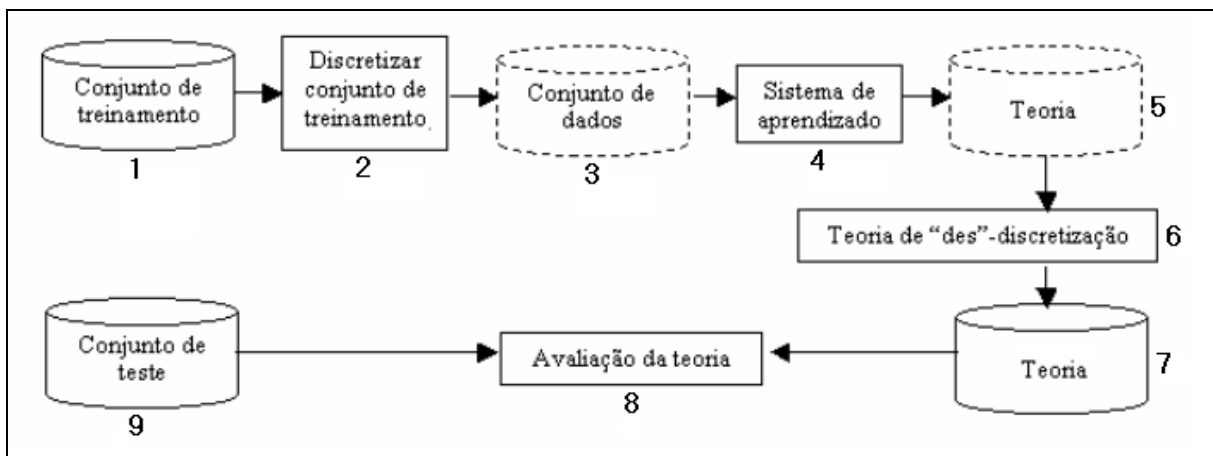 Conjunto de
treinamento
1
Discretizar
conjunto de
treinamento.
2
Conjunto de
dados
3
Sistema de
aprendizado
4
Teoria
5
Teoria de “des”-discretização
6
Teoria
7
Avaliação da teoria
8
Conjunto de
teste
9